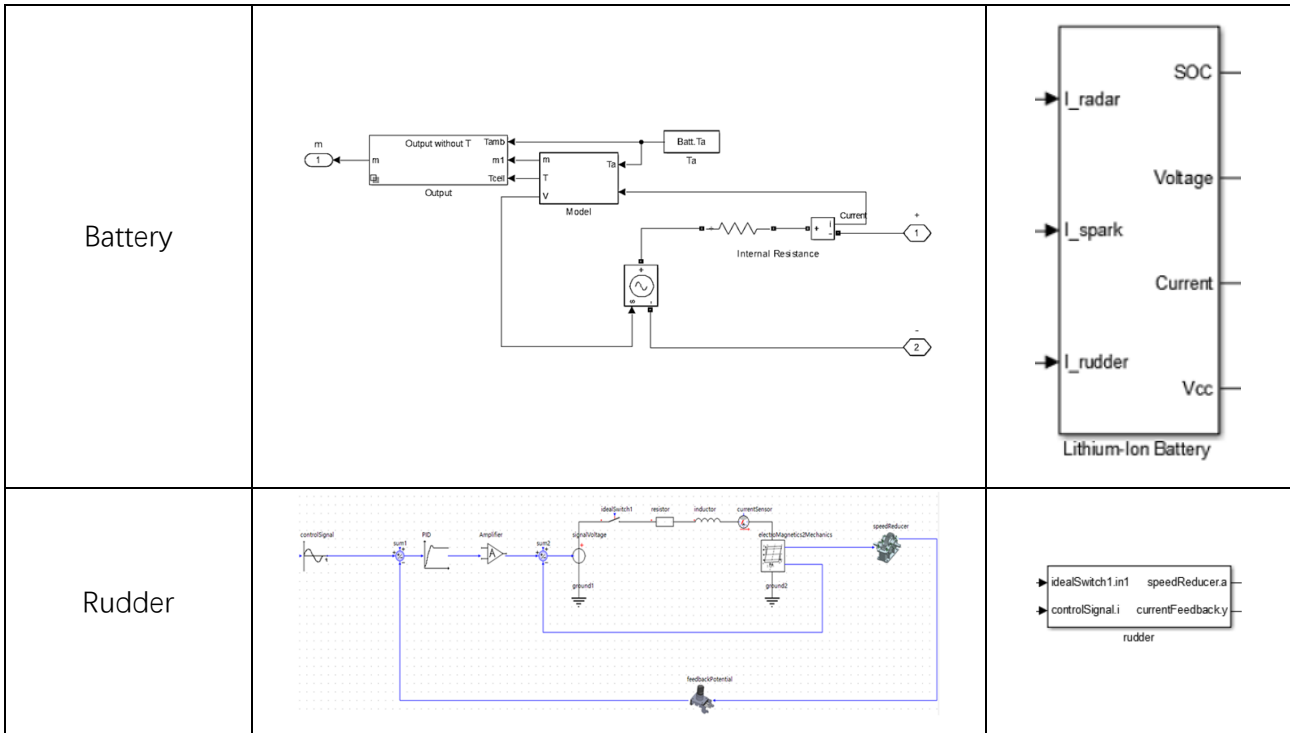 Battery
m
1
m
Output without T
Tamb
m1
Tcell
Output
m
T
V
Ta
Model
Batt.Ta
Ta
Internal Resistance
+
i
-
Current
+
1
+
s
-
-
2
I_radar
I_spark
I_rudder
SOC
Voltage
Current
Vcc
Lithium-Ion Battery
Rudder
controlSignal
sum1
PID
Amplifier
A
sum2
signalVoltage
ground1
idealSwitch1
resistor
inductor
currentSensor
electroMagnetics2Mechanics
ground2
speedReducer
feedbackPotential
idealSwitch1.in1
speedReducer.a
controlSignal.i
currentFeedback.y
rudder